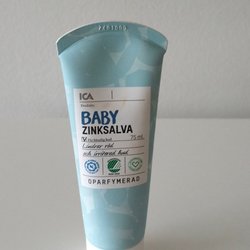 ICA
BABY
ZINKSALVA
75 ml
Lindrar röd
och irriterad hud.
OPARFYMERAD